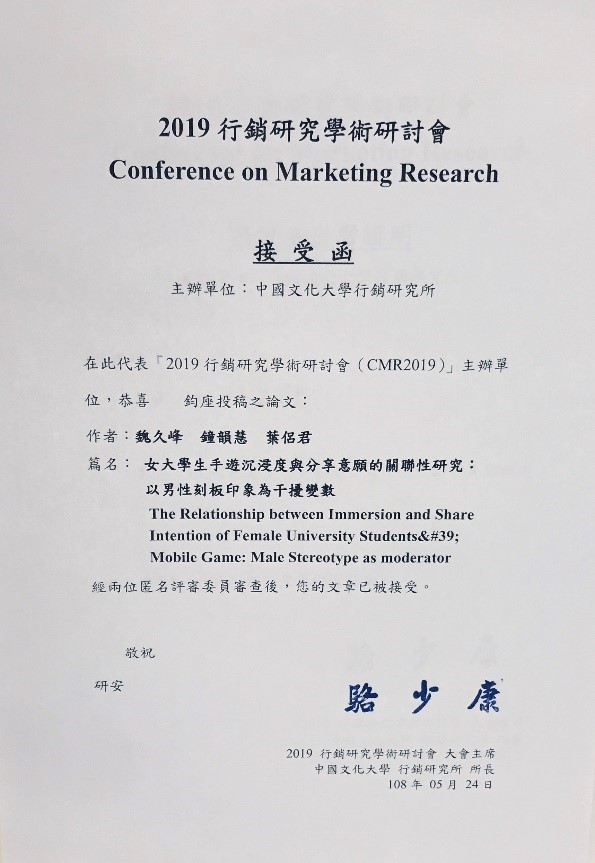 2019 行銷研究學術研討會
Conference on Marketing Research
接 受 函
主辦單位：中國文化大學行銷研究所
在此代表「2019 行銷研究學術研討會（CMR2019）」主辦單
位，恭喜　　鈞座投稿之論文：
作者：魏久峰　鐘韻慧　葉侶君
篇名： 女大學生手遊沉浸度與分享意願的關聯性研究：
以男性刻板印象為干擾變數
The Relationship between Immersion and Share
Intention of Female University Students&#39;
Mobile Game: Male Stereotype as moderator
經兩位匿名評審委員審查後，您的文章已被接受。
敬祝
研安
駱 少 康
2019 行銷研究學術研討會 大會主席
中國文化大學 行銷研究所 所長
108 年 05 月 24 日